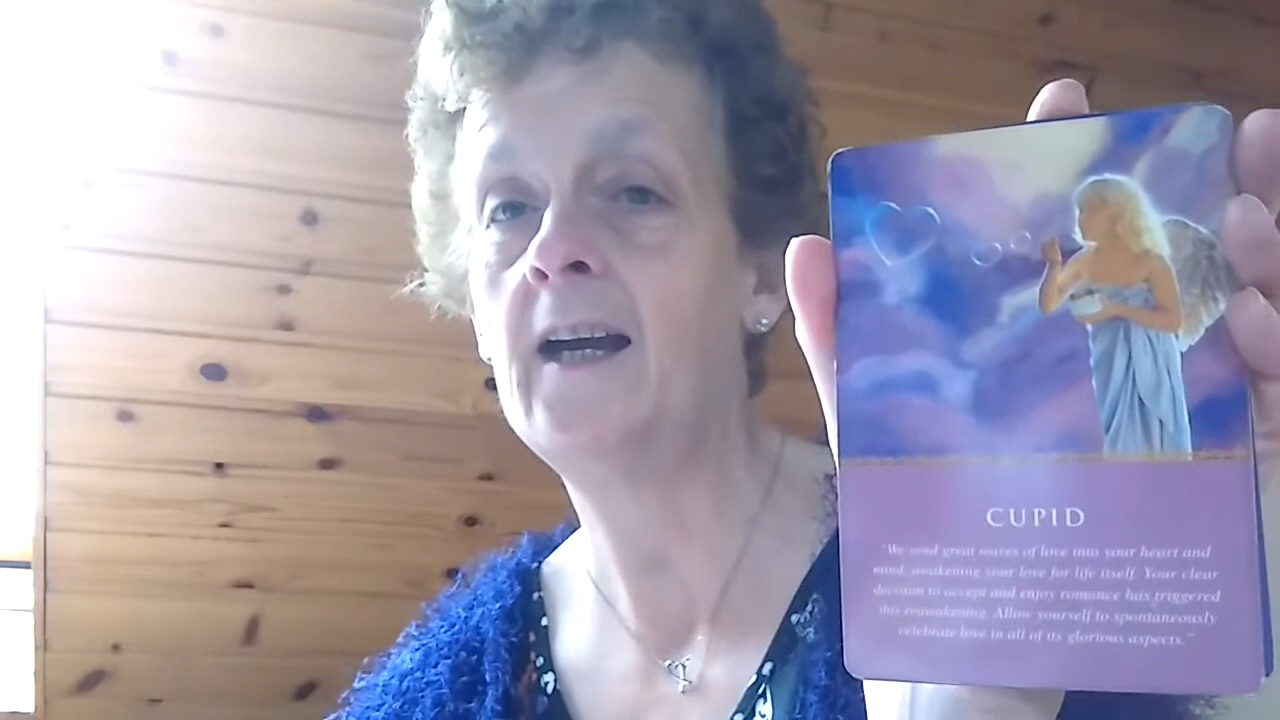 CUPID
"We send great waves of love into your heart and
mind, awakening your love for life itself. Your clear
decision to accept and enjoy romance has triggered
this reawakening. Allow yourself to spontaneously
celebrate love in all of its glorious aspects."